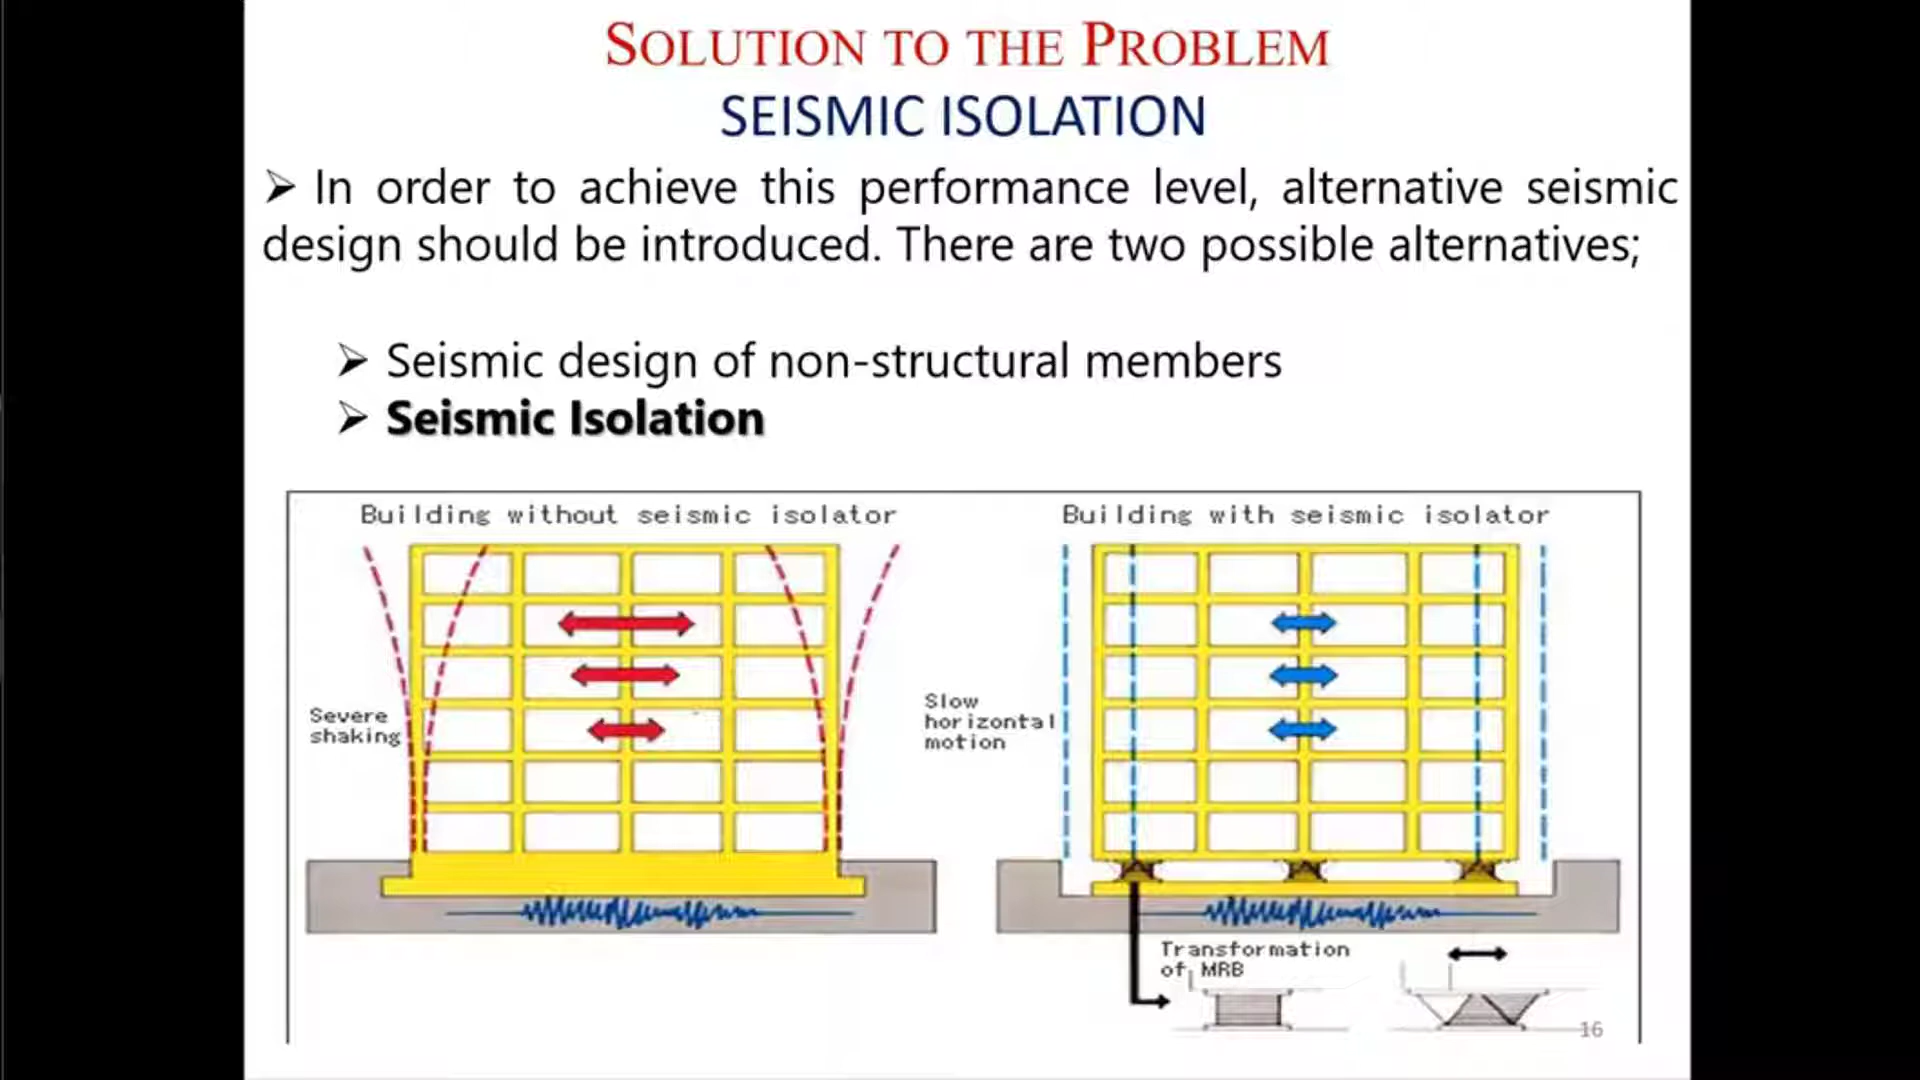 SOLUTION TO THE PROBLEM
SEISMIC ISOLATION
➢ In order to achieve this performance level, alternative seismic
design should be introduced. There are two possible alternatives;
➢ Seismic design of non-structural members
➢ Seismic Isolation
Building without seismic isolator
Building with seismic isolator
Severe
shaking
Slow
horizontal
motion
Transformation
of MRB
16